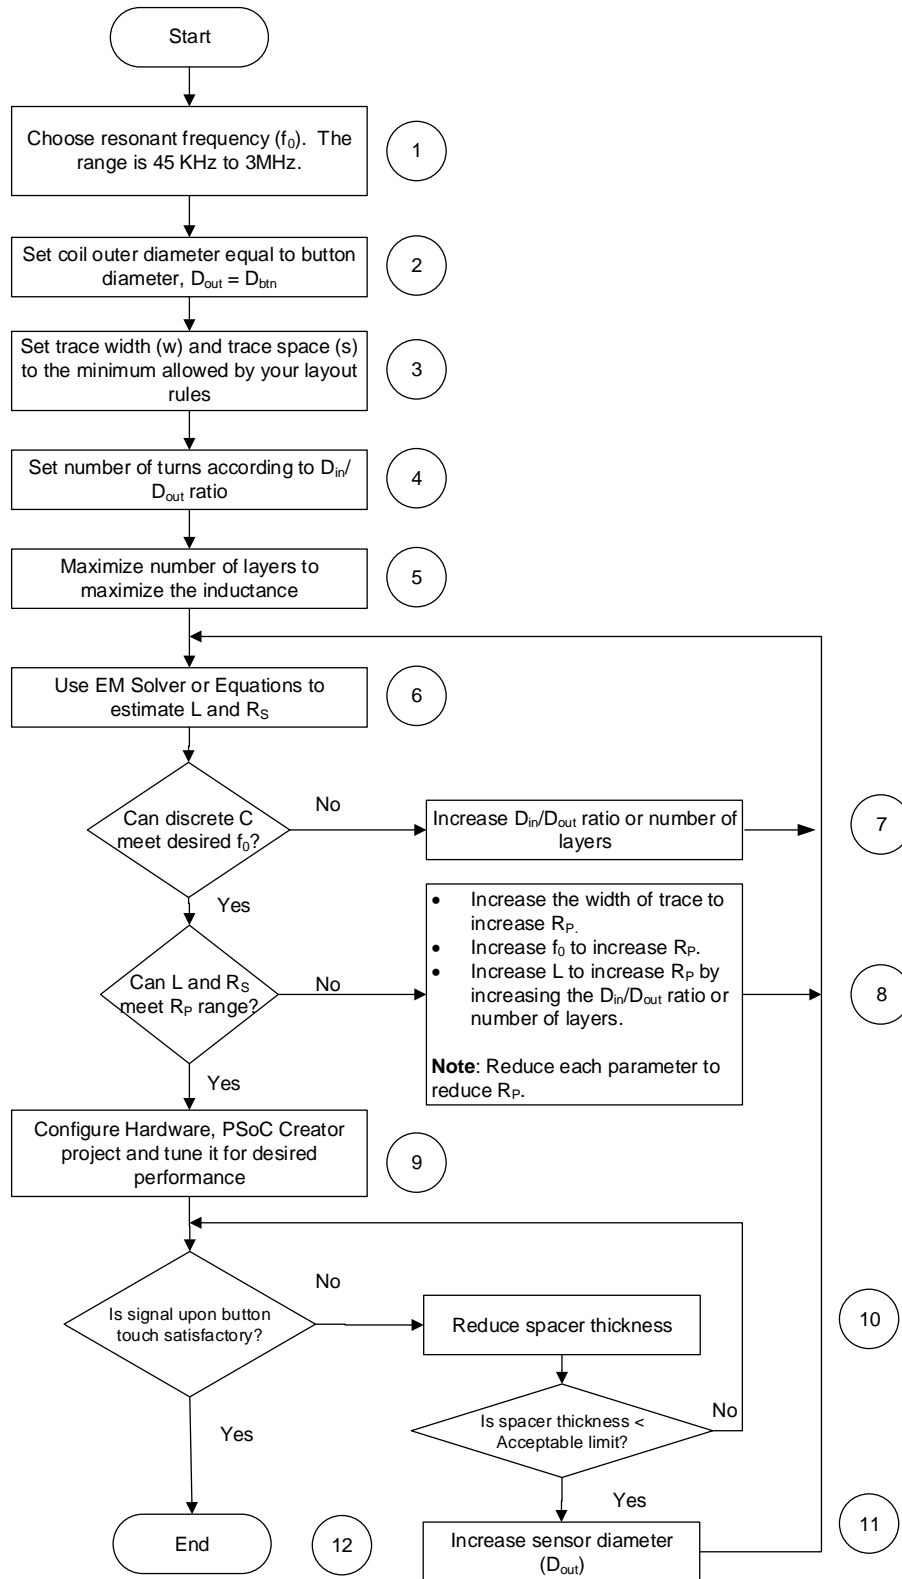 Start
Choose resonant frequency (f₀). The
range is 45 KHz to 3MHz.
1
Set coil outer diameter equal to button
diameter, Dout = Dbtn
2
Set trace width (w) and trace space (s)
to the minimum allowed by your layout
rules
3
Set number of turns according to Din/
Dout ratio
4
Maximize number of layers to
maximize the inductance
5
Use EM Solver or Equations to
estimate L and RS
6
Can discrete C
meet desired f₀?
No
Increase Din/Dout ratio or number of
layers
7
Yes
Can L and RS
meet RP range?
No
• Increase the width of trace to
increase RP.
• Increase f₀ to increase RP.
• Increase L to increase RP by
increasing the Din/Dout ratio or
number of layers.
Note: Reduce each parameter to
reduce RP.
8
Yes
Configure Hardware, PSoC Creator
project and tune it for desired
performance
9
Is signal upon button
touch satisfactory?
No
Reduce spacer thickness
10
Is spacer thickness <
Acceptable limit?
No
Yes
Yes
Increase sensor diameter
(Dout)
11
End
12